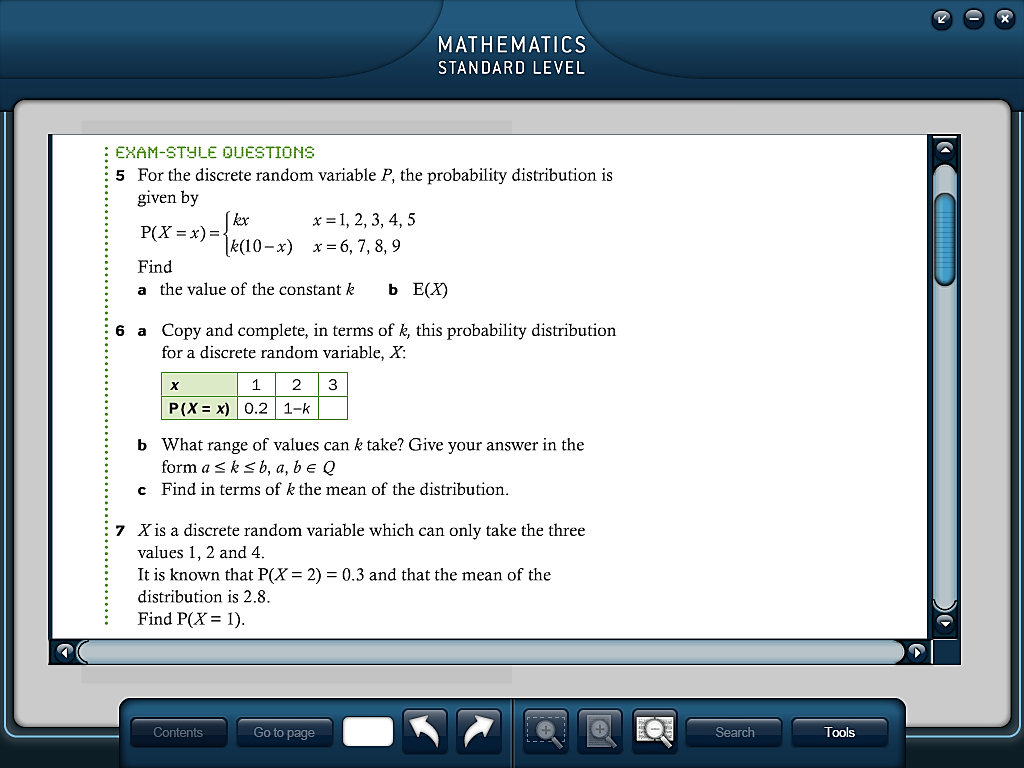 MATHEMATICS
STANDARD LEVEL
EXAM-STYLE QUESTIONS
5 For the discrete random variable P, the probability distribution is
given by
P(X = x) = { kx x = 1, 2, 3, 4, 5
k(10 – x) x = 6, 7, 8, 9
Find
a the value of the constant k b E(X)
6 a Copy and complete, in terms of k, this probability distribution
for a discrete random variable, X:
x 1 2 3
P(X = x) 0.2 1–k
b What range of values can k take? Give your answer in the
form a ≤ k ≤ b, a, b ∈ Q
c Find in terms of k the mean of the distribution.
7 X is a discrete random variable which can only take the three
values 1, 2 and 4.
It is known that P(X = 2) = 0.3 and that the mean of the
distribution is 2.8.
Find P(X = 1).
Contents Go to page Search Tools